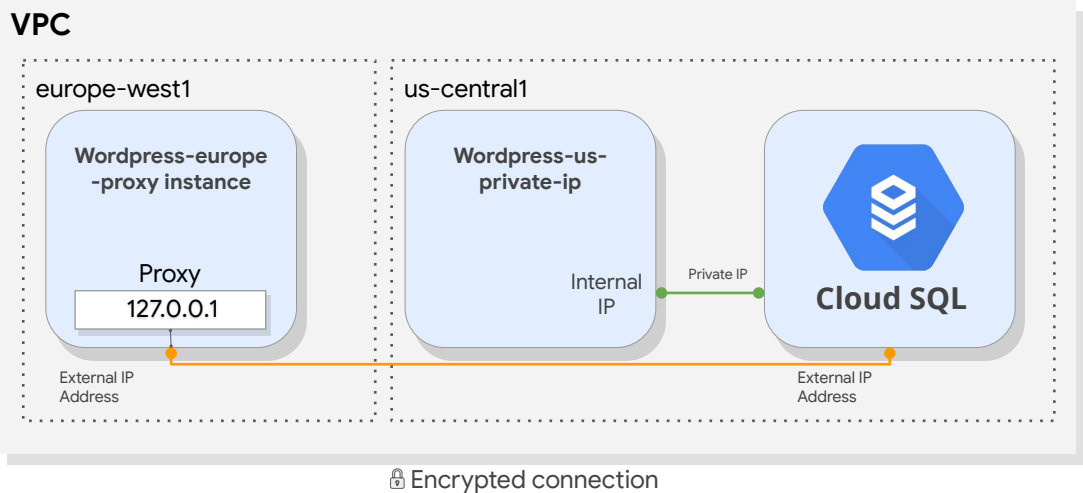 VPC
europe-west1
Wordpress-europe
-proxy instance
Proxy
127.0.0.1
External IP
Address
us-central1
Wordpress-us-
private-ip
Internal
IP
Private IP
Cloud SQL
External IP
Address
Encrypted connection